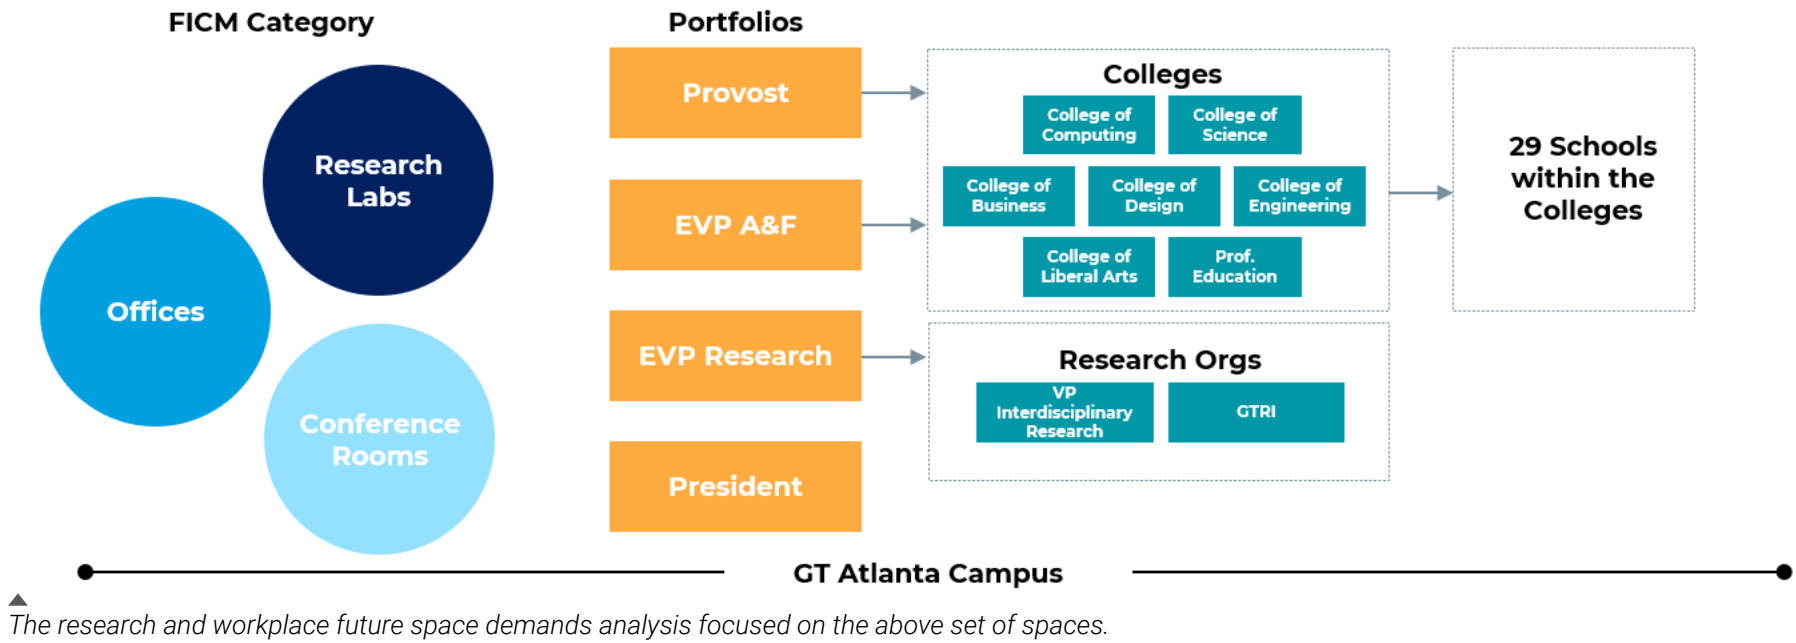 FICM Category
Research
Labs
Offices
Conference
Rooms
Portfolios
Provost
EVP A&F
EVP Research
President
Colleges
College of
Computing
College of
Science
College of
Business
College of
Design
College of
Engineering
College of
Liberal Arts
Prof.
Education
Research Orgs
VP
Interdisciplinary
Research
GTRI
29 Schools
within the
Colleges
GT Atlanta Campus
The research and workplace future space demands analysis focused on the above set of spaces.